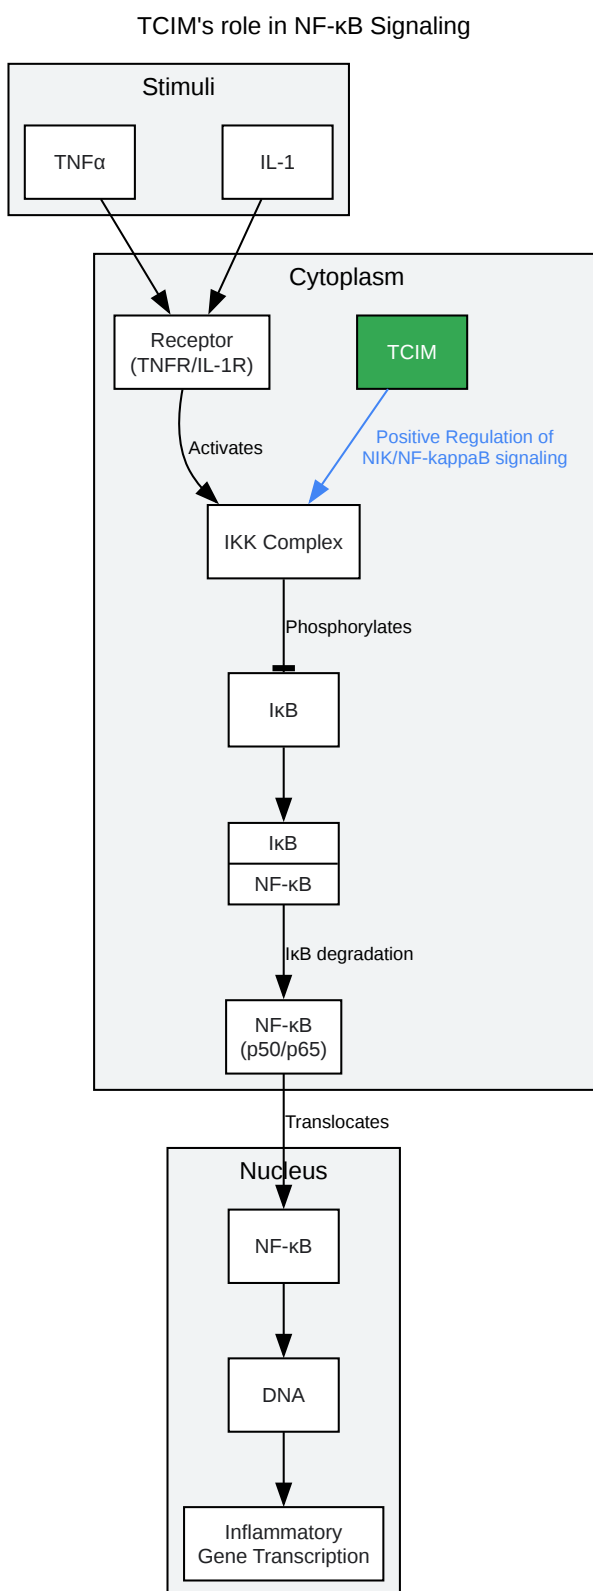 TCIM's role in NF-κB Signaling
Stimuli
TNFα
IL-1
Cytoplasm
Receptor
(TNFR/IL-1R)
TCIM
Activates
Positive Regulation of
NIK/NF-kappaB signaling
IKK Complex
Phosphorylates
IκB
IκB
NF-κB
IκB degradation
NF-κB
(p50/p65)
Translocates
Nucleus
NF-κB
DNA
Inflammatory
Gene Transcription